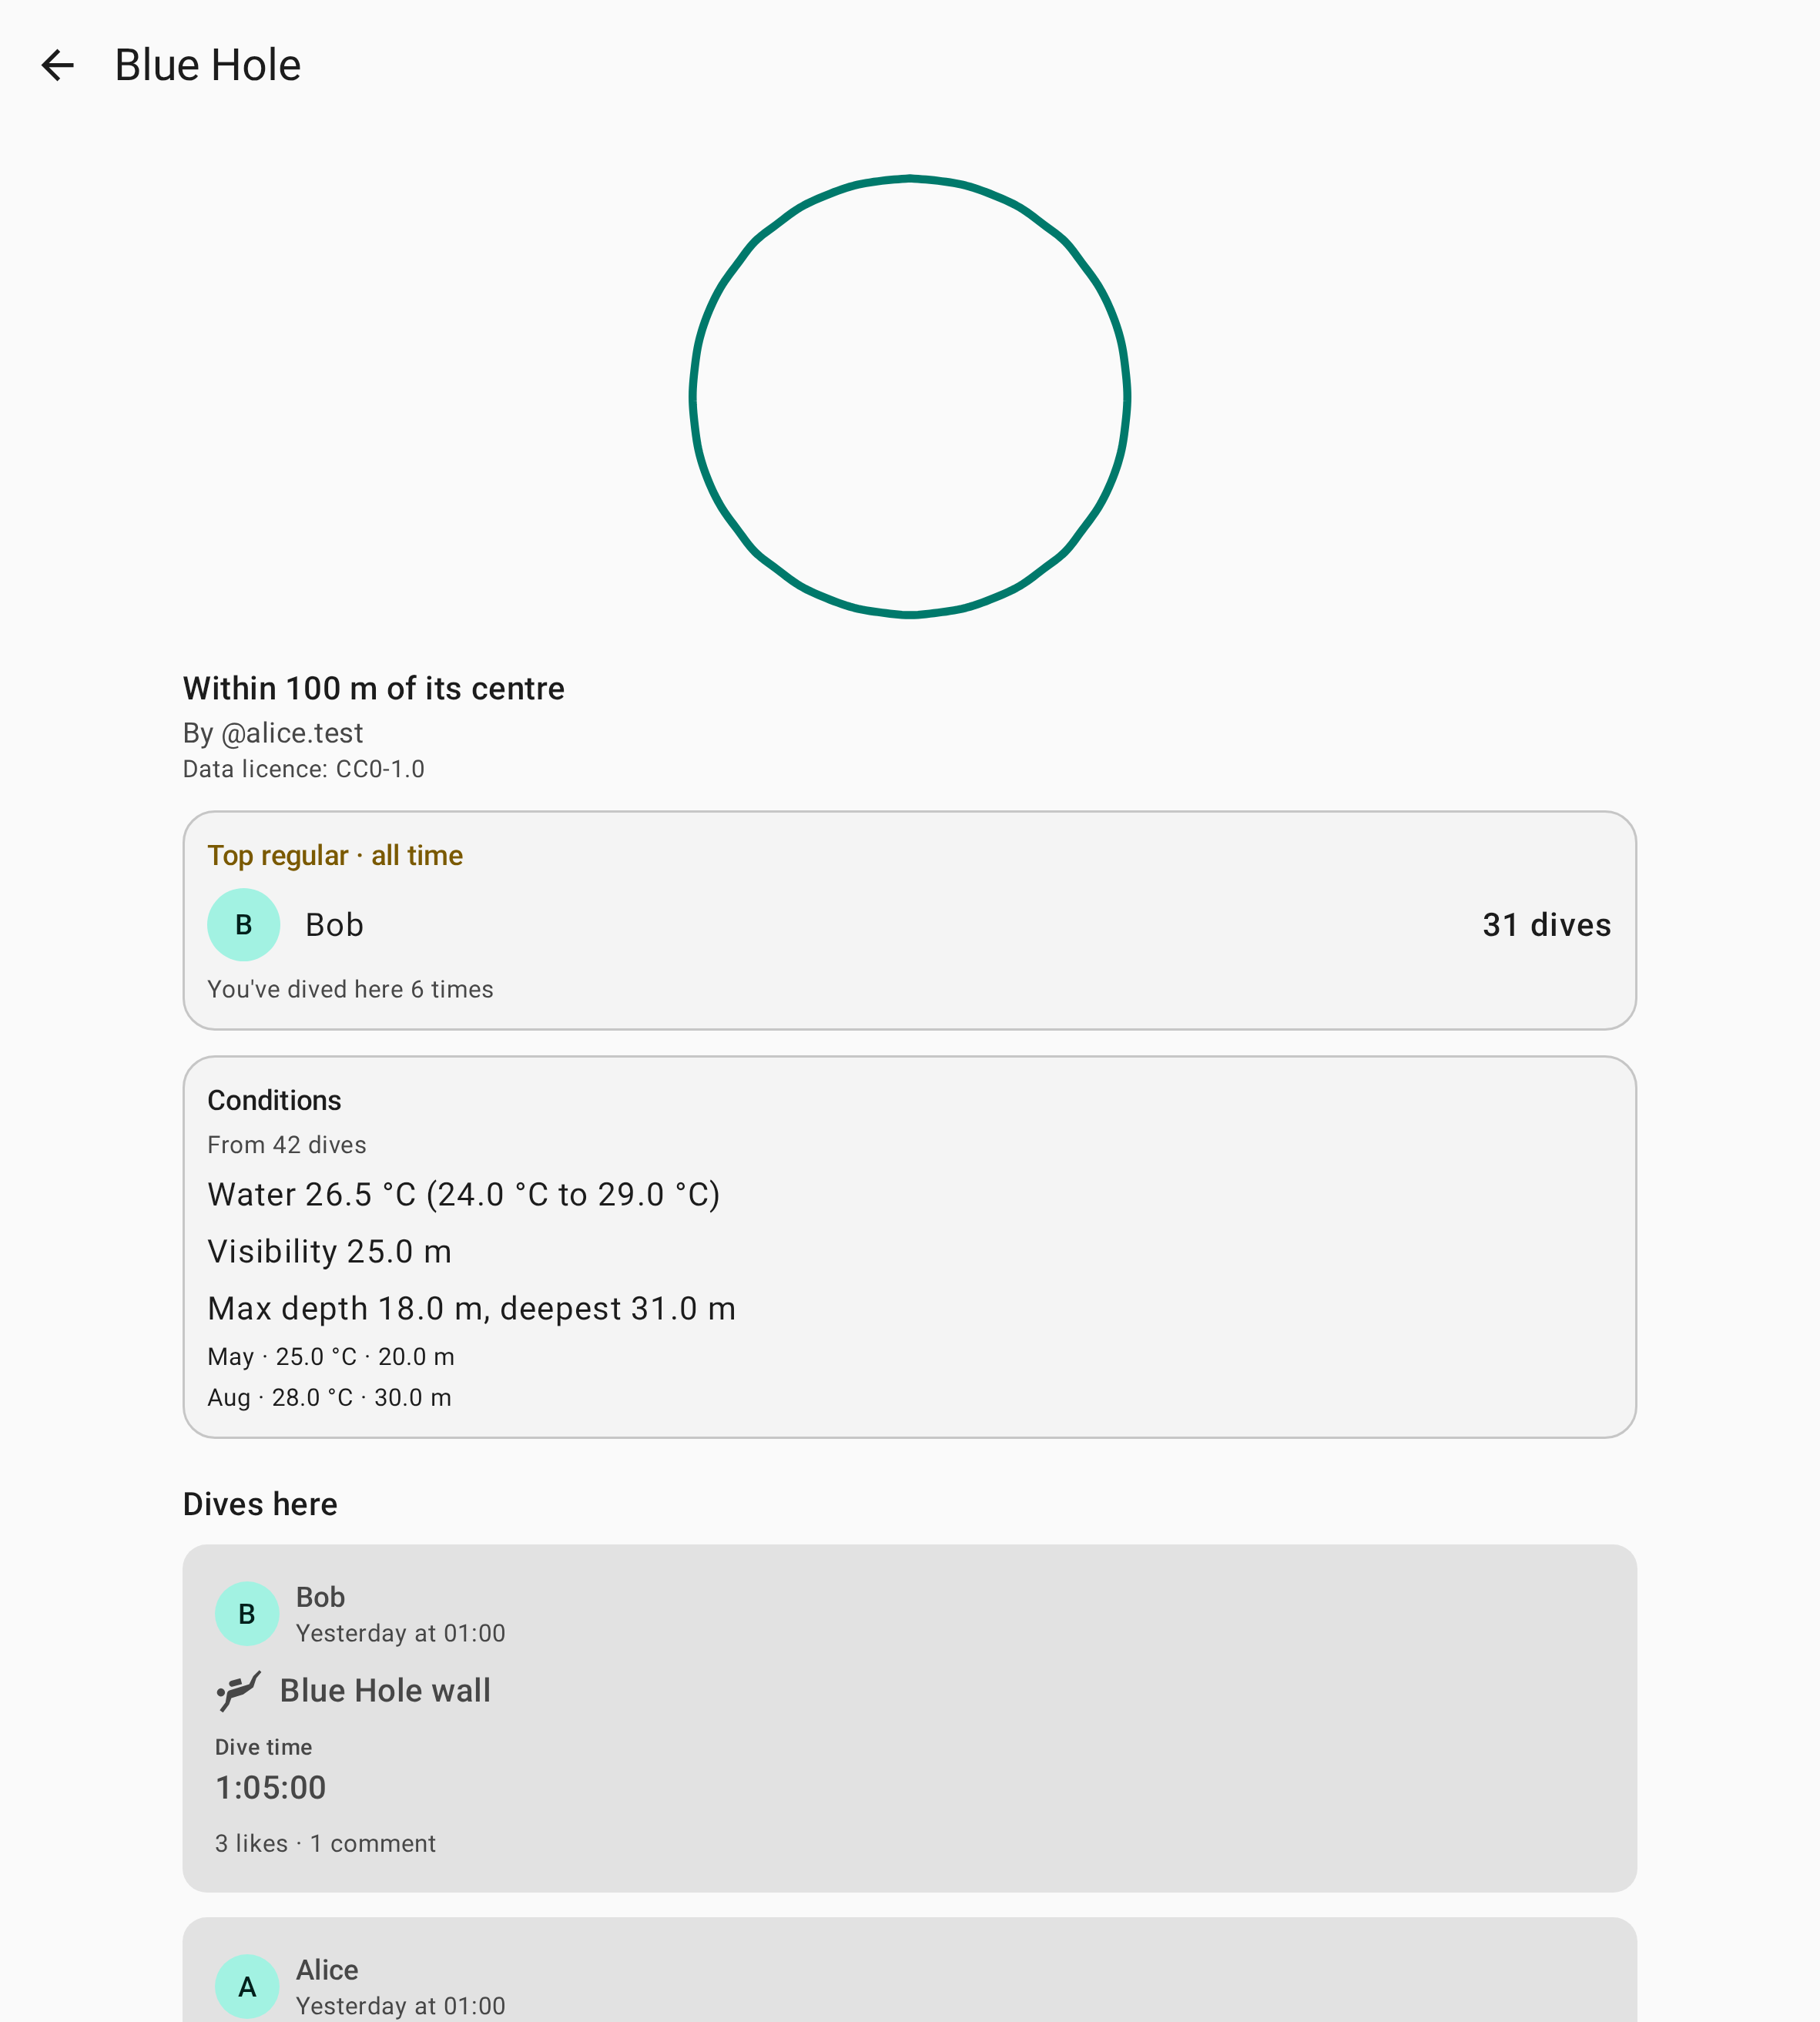 Blue Hole
Within 100 m of its centre
By @alice.test
Data licence: CC0-1.0
Top regular · all time
B
Bob
31 dives
You've dived here 6 times
Conditions
From 42 dives
Water 26.5 °C (24.0 °C to 29.0 °C)
Visibility 25.0 m
Max depth 18.0 m, deepest 31.0 m
May · 25.0 °C · 20.0 m
Aug · 28.0 °C · 30.0 m
Dives here
B
Bob
Yesterday at 01:00
Blue Hole wall
Dive time
1:05:00
3 likes · 1 comment
A
Alice
Yesterday at 01:00